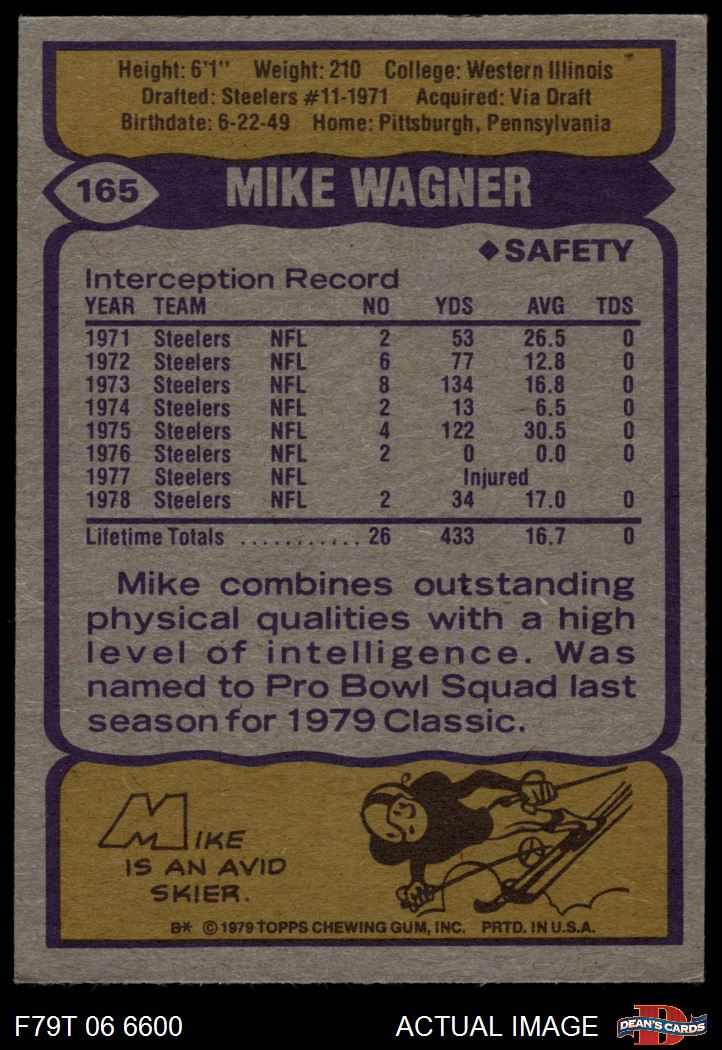 Height: 6'1" Weight: 210 College: Western Illinois
Drafted: Steelers #11-1971 Acquired: Via Draft
Birthdate: 6-22-49 Home: Pittsburgh, Pennsylvania
165 MIKE WAGNER
◆SAFETY
Interception Record
YEAR TEAM NO YDS AVG TDS
1971 Steelers NFL 2 53 26.5 0
1972 Steelers NFL 6 77 12.8 0
1973 Steelers NFL 8 134 16.8 0
1974 Steelers NFL 2 13 6.5 0
1975 Steelers NFL 4 122 30.5 0
1976 Steelers NFL 2 0 0.0 0
1977 Steelers NFL Injured
1978 Steelers NFL 2 34 17.0 0
Lifetime Totals ........... 26 433 16.7 0
Mike combines outstanding
physical qualities with a high
level of intelligence. Was
named to Pro Bowl Squad last
season for 1979 Classic.
MIKE
IS AN AVID
SKIER.
B* © 1979 TOPPS CHEWING GUM, INC. PRTD. IN U.S.A.
F79T 06 6600 ACTUAL IMAGE D DEAN'S CARDS